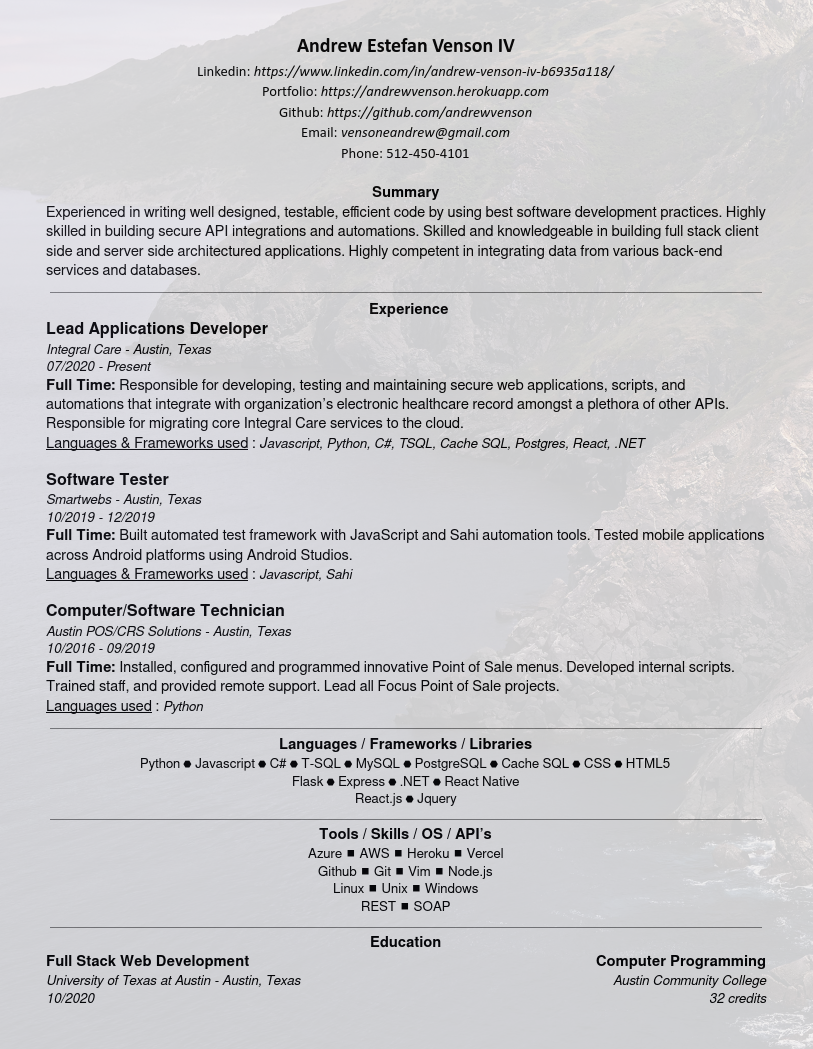 Andrew Estefan Venson IV
Linkedin: https://www.linkedin.com/in/andrew-venson-iv-b6935a118/
Portfolio: https://andrewvenson.herokuapp.com
Github: https://github.com/andrewvenson
Email: vensoneandrew@gmail.com
Phone: 512-450-4101
Summary
Experienced in writing well designed, testable, efficient code by using best software development practices. Highly
skilled in building secure API integrations and automations. Skilled and knowledgeable in building full stack client
side and server side architectured applications. Highly competent in integrating data from various back-end
services and databases.
Experience
Lead Applications Developer
Integral Care - Austin, Texas
07/2020 - Present
Full Time: Responsible for developing, testing and maintaining secure web applications, scripts, and
automations that integrate with organization's electronic healthcare record amongst a plethora of other APIs.
Responsible for migrating core Integral Care services to the cloud.
Languages & Frameworks used : Javascript, Python, C#, TSQL, Cache SQL, Postgres, React, .NET
Software Tester
Smartwebs - Austin, Texas
10/2019 - 12/2019
Full Time: Built automated test framework with JavaScript and Sahi automation tools. Tested mobile applications
across Android platforms using Android Studios.
Languages & Frameworks used : Javascript, Sahi
Computer/Software Technician
Austin POS/CRS Solutions - Austin, Texas
10/2016 - 09/2019
Full Time: Installed, configured and programmed innovative Point of Sale menus. Developed internal scripts.
Trained staff, and provided remote support. Lead all Focus Point of Sale projects.
Languages used : Python
Languages / Frameworks / Libraries
Python ● Javascript ● C# ● T-SQL ● MySQL ● PostgreSQL ● Cache SQL ● CSS ● HTML5
Flask ● Express ● .NET ● React Native
React.js ● Jquery
Tools / Skills / OS / API's
Azure ■ AWS ■ Heroku ■ Vercel
Github ■ Git ■ Vim ■ Node.js
Linux ■ Unix ■ Windows
REST ■ SOAP
Education
Full Stack Web Development
University of Texas at Austin - Austin, Texas
10/2020
Computer Programming
Austin Community College
32 credits